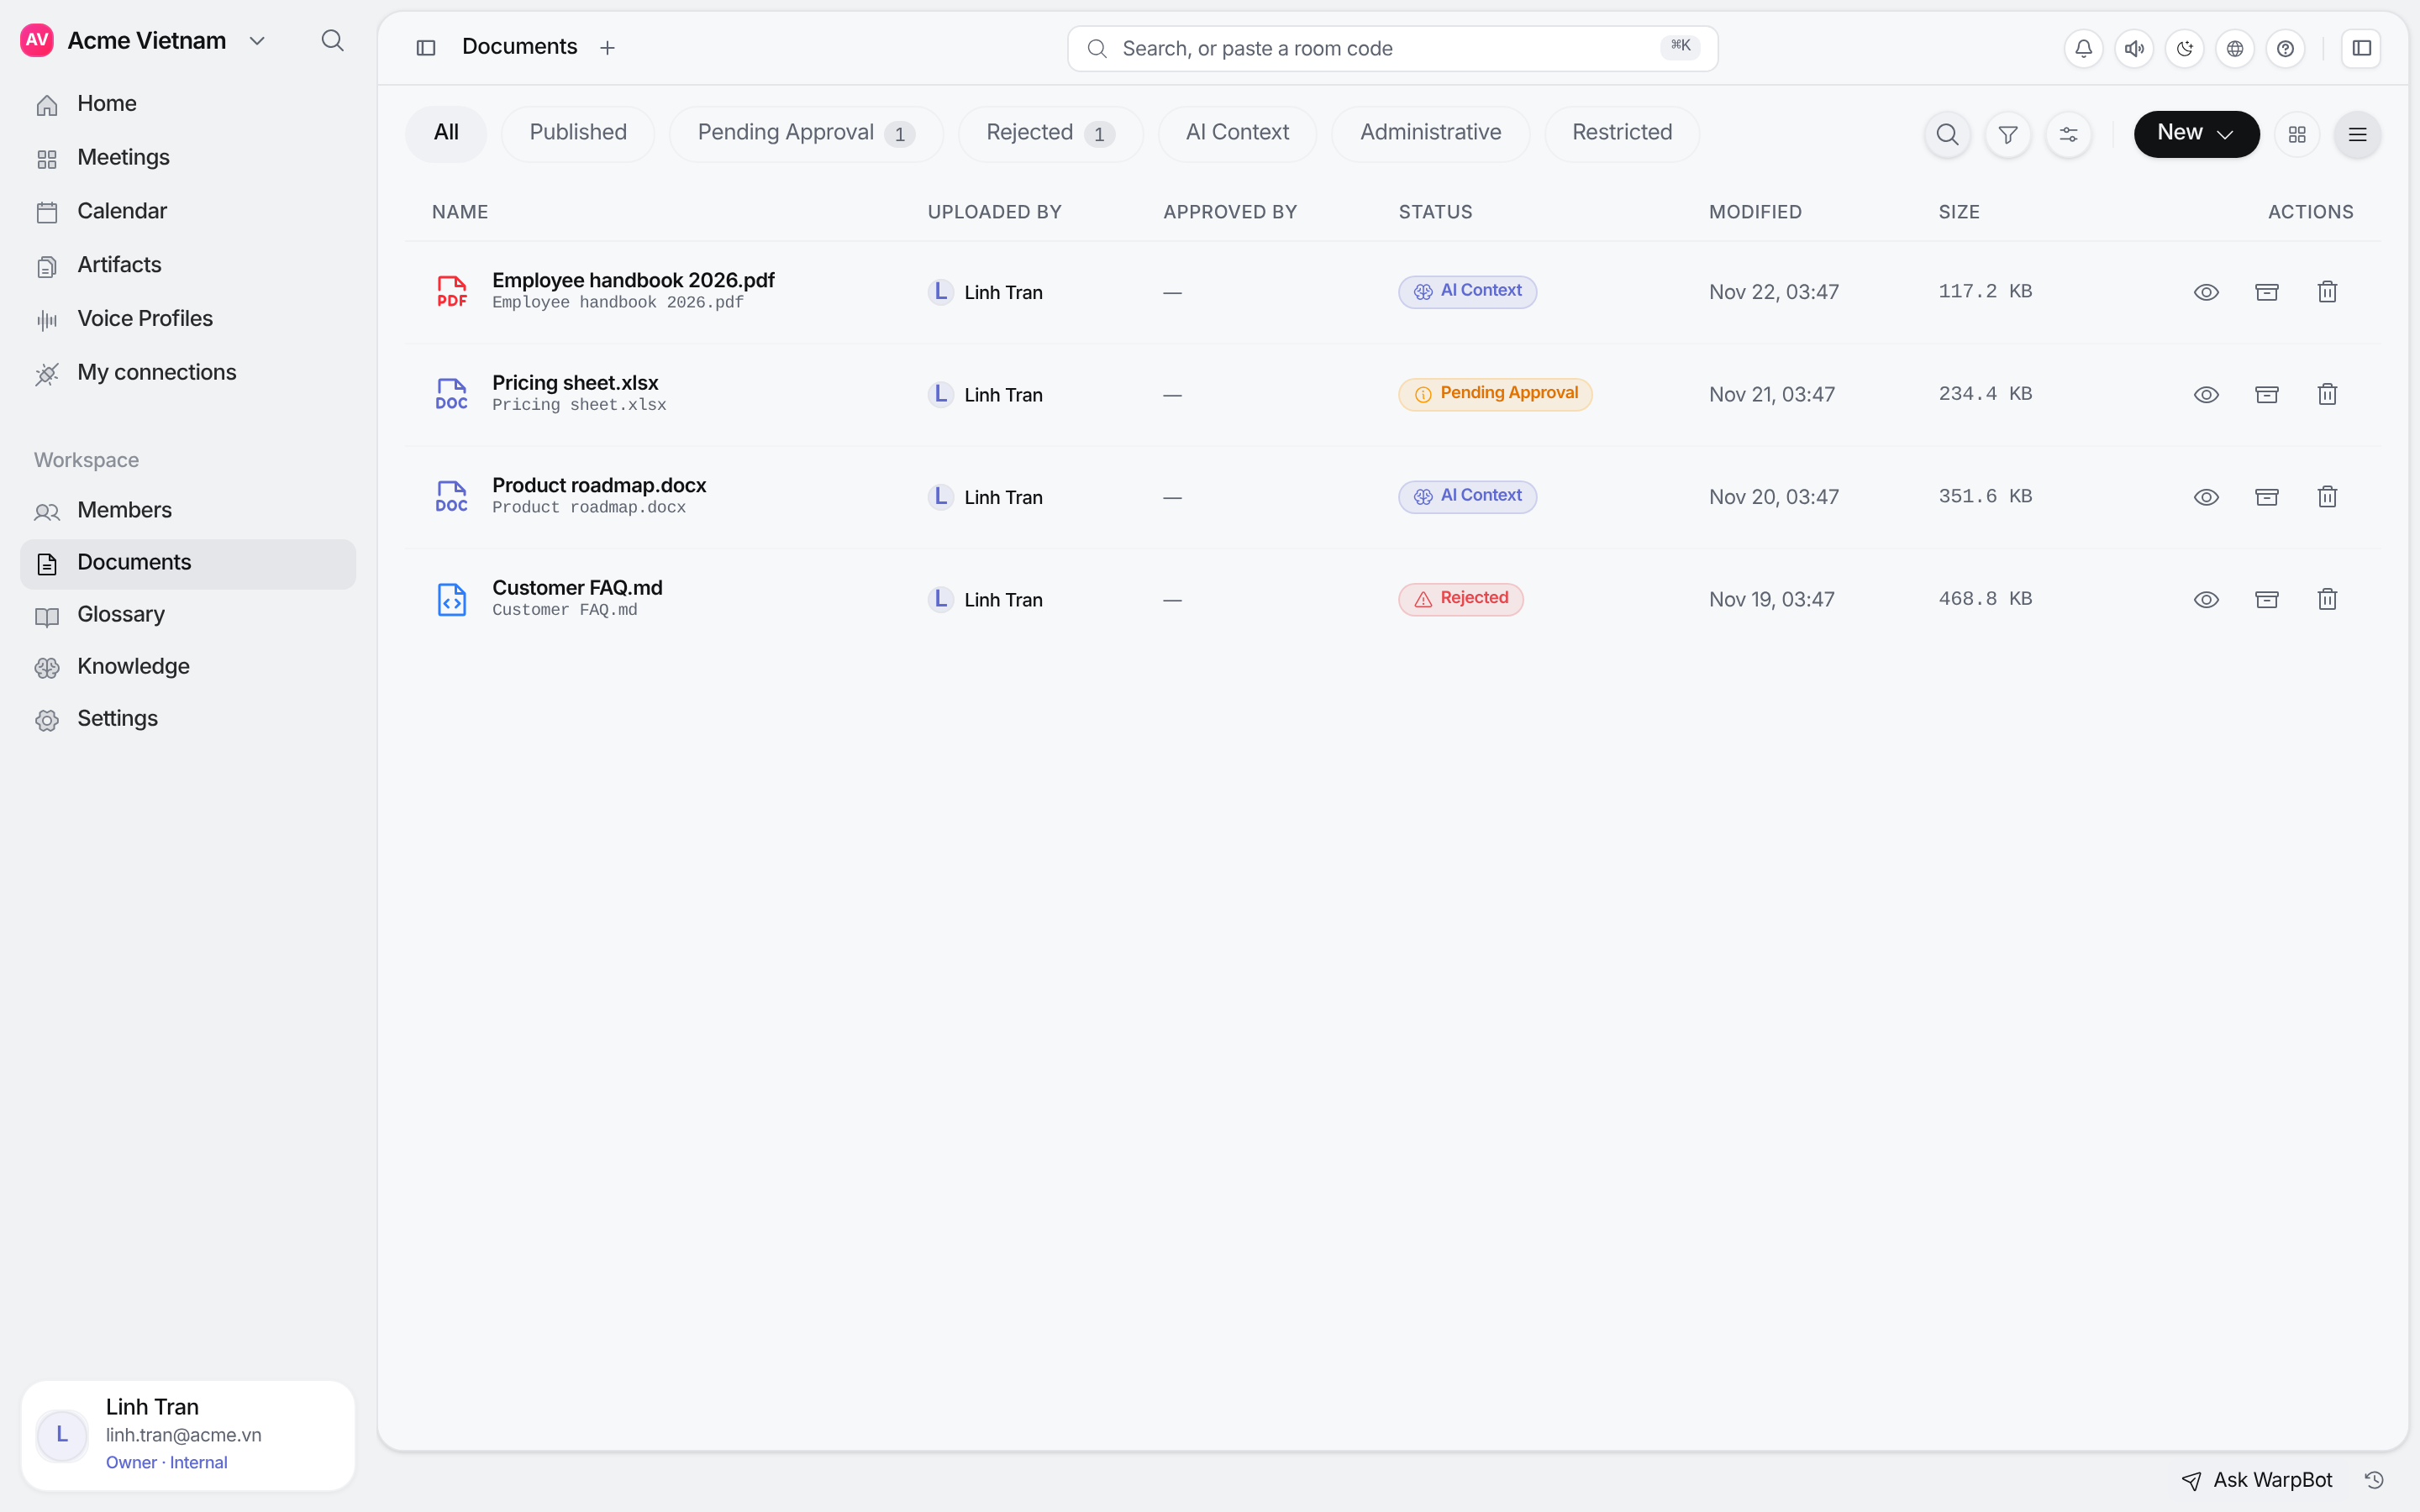 AV Acme Vietnam
Home
Meetings
Calendar
Artifacts
Voice Profiles
My connections
Workspace
Members
Documents
Glossary
Knowledge
Settings
L
Linh Tran
linh.tran@acme.vn
Owner · Internal
Documents
Search, or paste a room code ⌘K
All Published Pending Approval 1 Rejected 1 AI Context Administrative Restricted New
NAME UPLOADED BY APPROVED BY STATUS MODIFIED SIZE ACTIONS
PDF Employee handbook 2026.pdf L Linh Tran — AI Context Nov 22, 03:47 117.2 KB
Employee handbook 2026.pdf
DOC Pricing sheet.xlsx L Linh Tran — Pending Approval Nov 21, 03:47 234.4 KB
Pricing sheet.xlsx
DOC Product roadmap.docx L Linh Tran — AI Context Nov 20, 03:47 351.6 KB
Product roadmap.docx
Customer FAQ.md L Linh Tran — Rejected Nov 19, 03:47 468.8 KB
Customer FAQ.md
Ask WarpBot